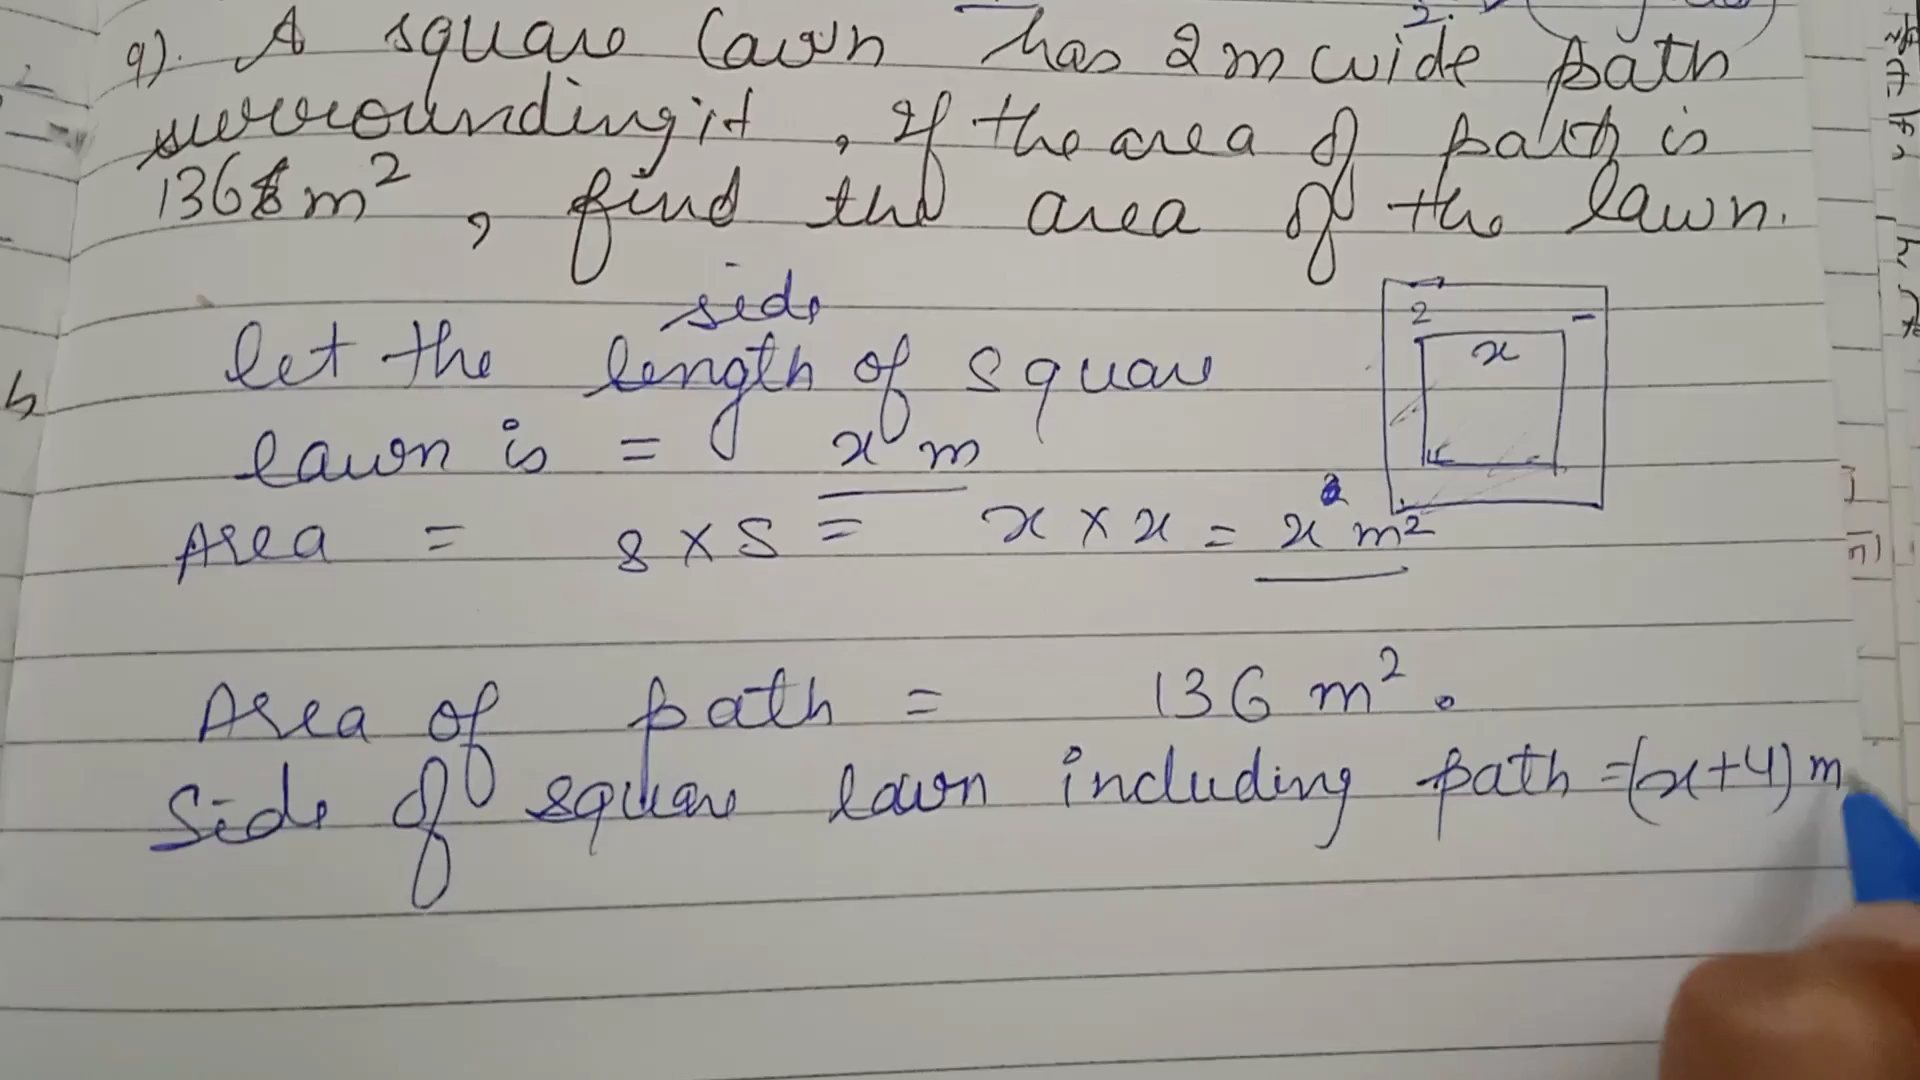 9). A square lawn has 2m wide path
surrounding it, If the area of path is
136 m², find the area of the lawn.
side
let the length of square
lawn is = x m
2
x
Area = s x s = x x x = x² m²
Area of path = 136 m².
Side of square lawn including path = (x+4) m